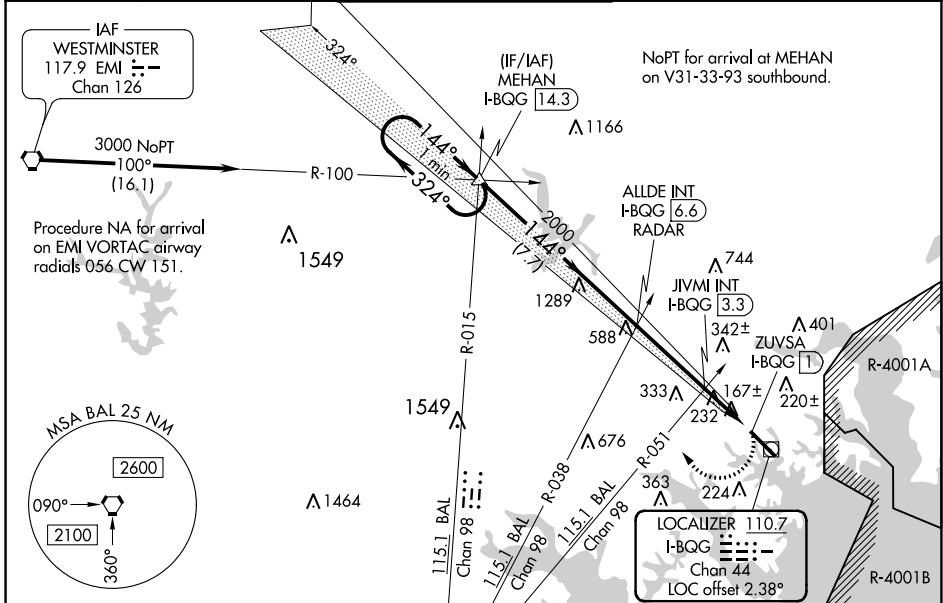 IAF
WESTMINSTER
117.9 EMI
Chan 126
324°
(IF/IAF)
MEHAN
I-BQG 14.3
NoPT for arrival at MEHAN
on V31-33-93 southbound.
1166
3000 NoPT
100°
(16.1)
R-100
144°
1 min
324°
Procedure NA for arrival
on EMI VORTAC airway
radials 056 CW 151.
1549
2000
144°
(7.7)
ALLDE INT
I-BQG 6.6
RADAR
744
JIVMI INT
I-BQG 3.3
1289
588
342±
401
ZUVSA
I-BQG 1
R-4001A
R-015
333
167±
232
220±
1549
MSA BAL 25 NM
2600
090°
2100
360°
1464
676
R-038
R-051
363
224
115.1 BAL
Chan 98
115.1 BAL
Chan 98
115.1 BAL
Chan 98
LOCALIZER 110.7
I-BQG
Chan 44
LOC offset 2.38°
R-4001B